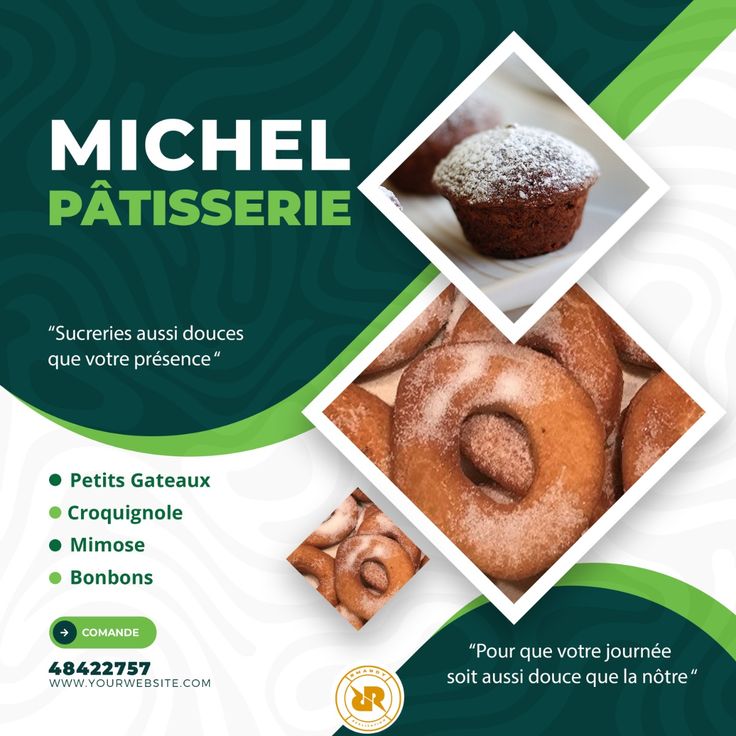 MICHEL
PÂTISSERIE
“Sucreries aussi douces
que votre présence“
Petits Gateaux
Croquignole
Mimose
Bonbons
COMANDE
48422757
WWW.YOURWEBSITE.COM
“Pour que votre journée
soit aussi douce que la nôtre“